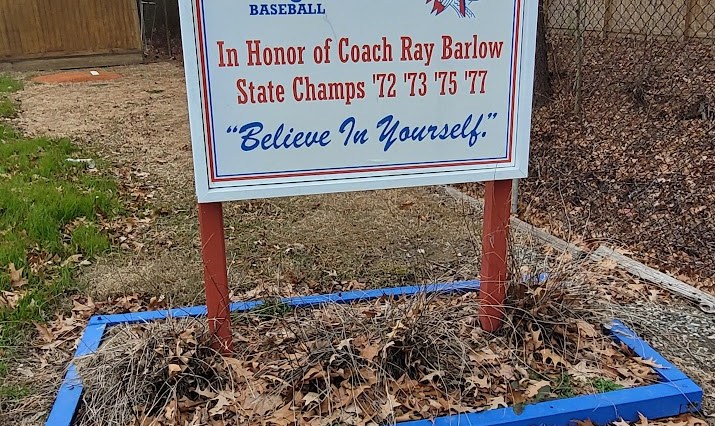 BASEBALL
In Honor of Coach Ray Barlow
State Champs '72 '73 '75 '77
"Believe In Yourself."